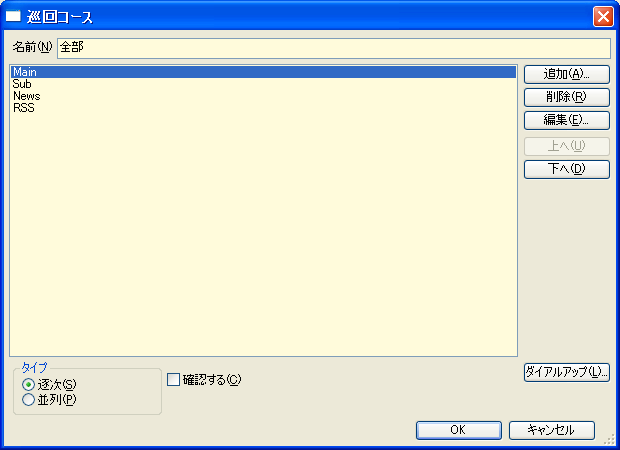 巡回コース
名前(N) 全部
Main
Sub
News
RSS
追加(A)...
削除(R)
編集(E)...
上へ(U)
下へ(D)
タイプ
逐次(S)
並列(P)
確認する(C)
ダイアルアップ(L)...
OK
キャンセル